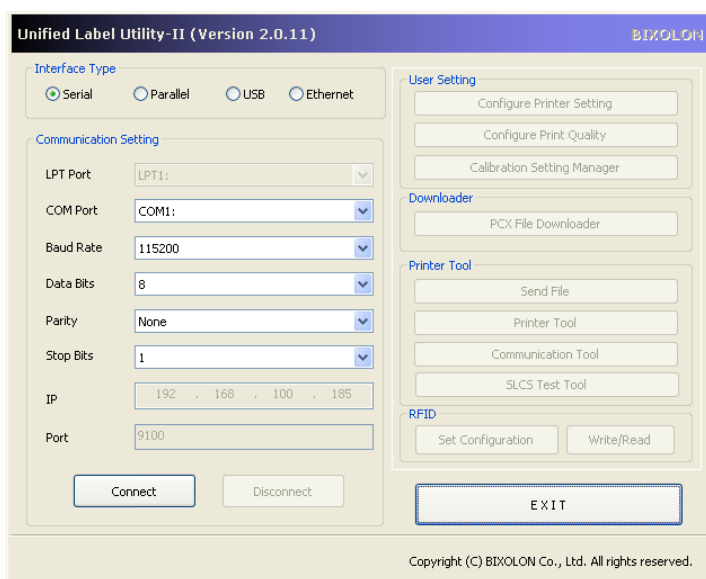 Unified Label Utility-II (Version 2.0.11) BIXOLON
Interface Type
Serial Parallel USB Ethernet
Communication Setting
LPT Port LPT1:
COM Port COM1:
Baud Rate 115200
Data Bits 8
Parity None
Stop Bits 1
IP 192 . 168 . 100 . 185
Port 9100
Connect Disconnect
User Setting
Configure Printer Setting
Configure Print Quality
Calibration Setting Manager
Downloader
PCX File Downloader
Printer Tool
Send File
Printer Tool
Communication Tool
SLCS Test Tool
RFID
Set Configuration Write/Read
EXIT
Copyright (C) BIXOLON Co., Ltd. All rights reserved.